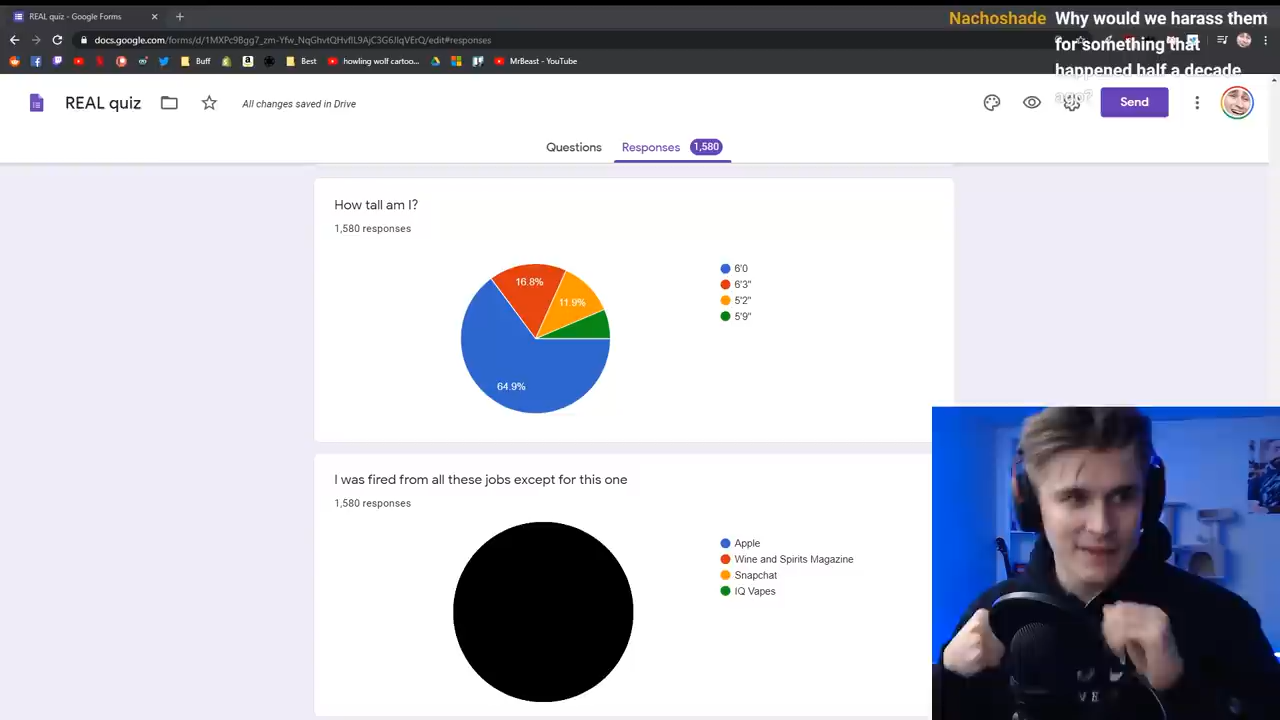 REAL quiz - Google Forms
docs.google.com/forms/d/1MXPc9Bgg7_zm-Yfw_NqGhvtQHvflL9AjC3G6JlqVErQ/edit#responses
Buff
Best
howling wolf cartoo...
MrBeast - YouTube
Nachoshade Why would we harass them
for something that
happened half a decade
ago?
REAL quiz
All changes saved in Drive
Send
Questions
Responses 1,580
How tall am I?
1,580 responses
16.8%
11.9%
64.9%
6'0
6'3"
5'2"
5'9"
I was fired from all these jobs except for this one
1,580 responses
Apple
Wine and Spirits Magazine
Snapchat
IQ Vapes